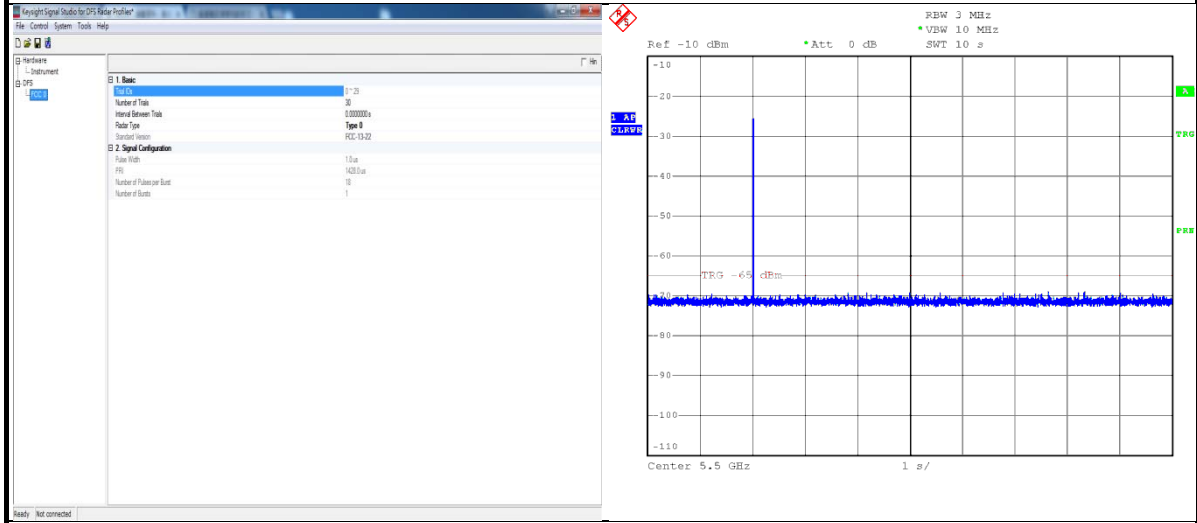 Keysight Signal Studio for DFS Radar Profiles*
File Control System Tools Help
Hardware
Instrument
DFS
FCC 0
1. Basic
Trial IDs 0 ~ 29
Number of Trials 30
Interval Between Trials 0.0000000 s
Radar Type Type 0
Standard Version FCC-13-22
2. Signal Configuration
Pulse Width 1.0 us
PRI 1428.0 us
Number of Pulses per Burst 18
Number of Bursts 1
Ready Not connected
R S
RBW 3 MHz
*VBW 10 MHz
Ref -10 dBm *Att 0 dB SWT 10 s
-10
A
-20
1 AP
CLRWR
-30
TRG
-40
-50
PRN
-60
TRG -65 dBm
-70
-80
-90
-100
-110
Center 5.5 GHz 1 s/